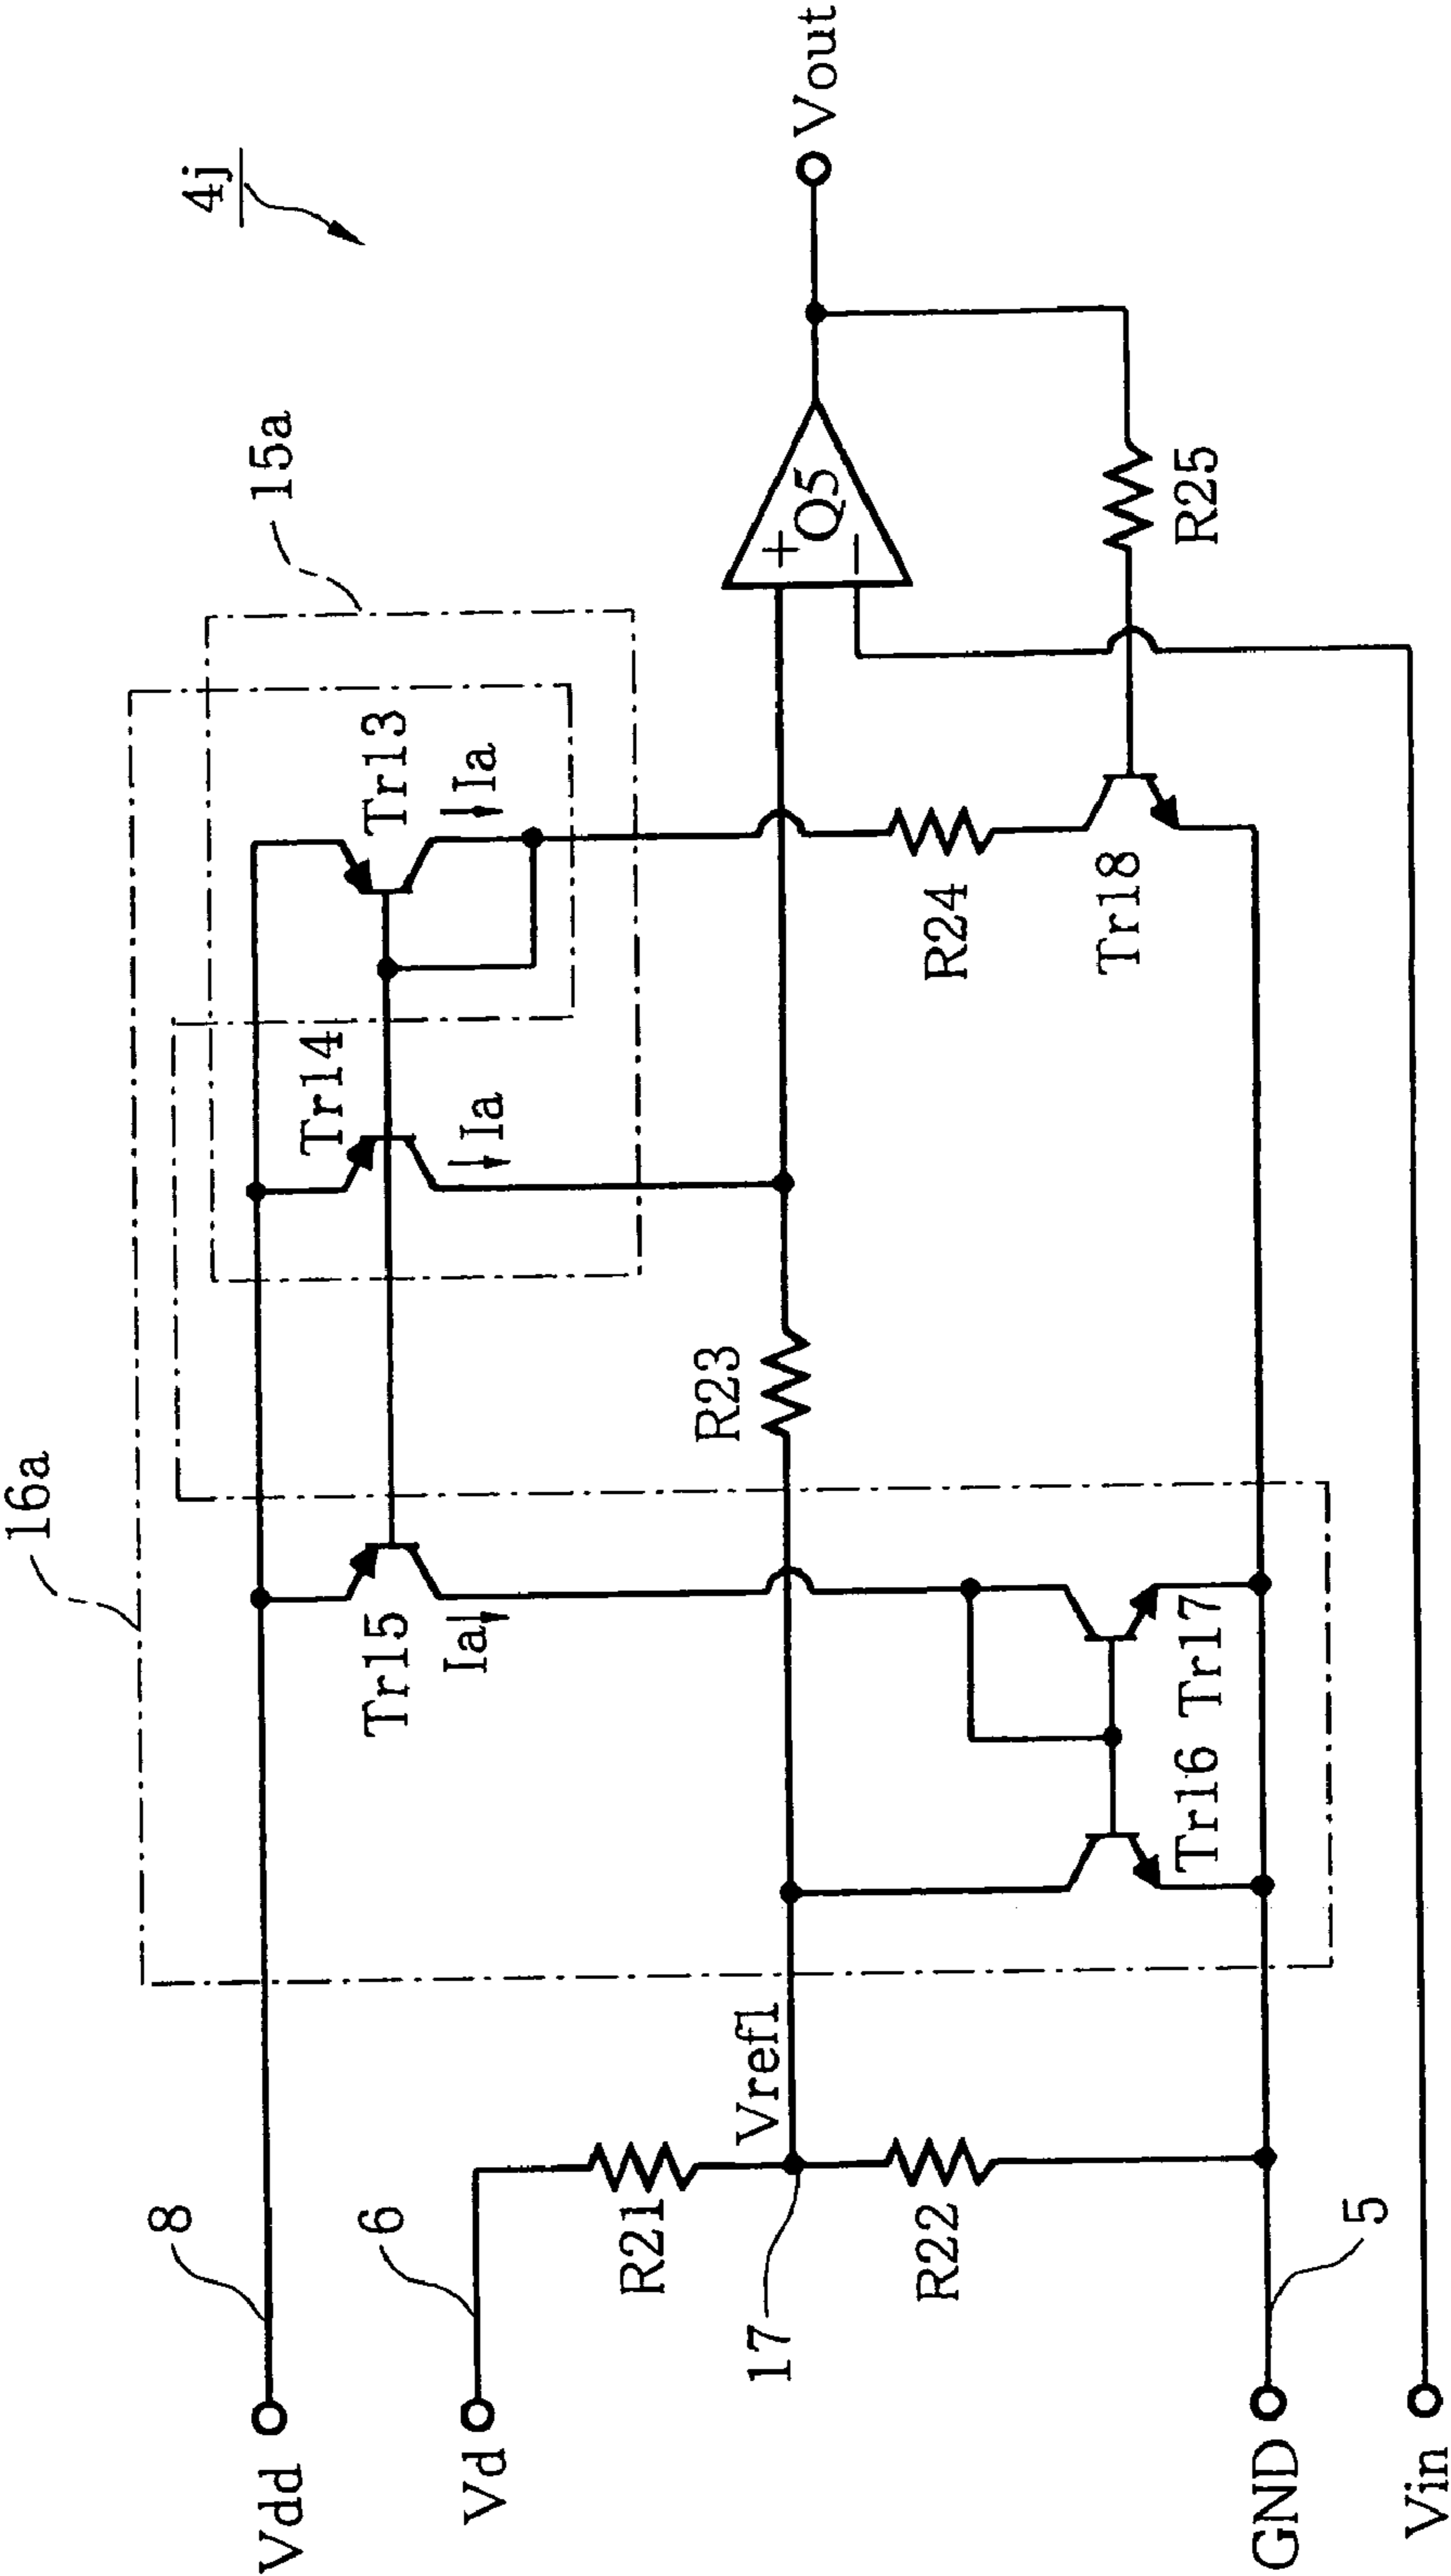 4j
16a
15a
8
Vdd
6
Vd
Tr15
Ia
Tr14
Ia
Tr13
Ia
R21
17
Vref1
R23
Q5
+
−
Vout
R22
R24
R25
Tr16
Tr17
Tr18
5
GND
Vin